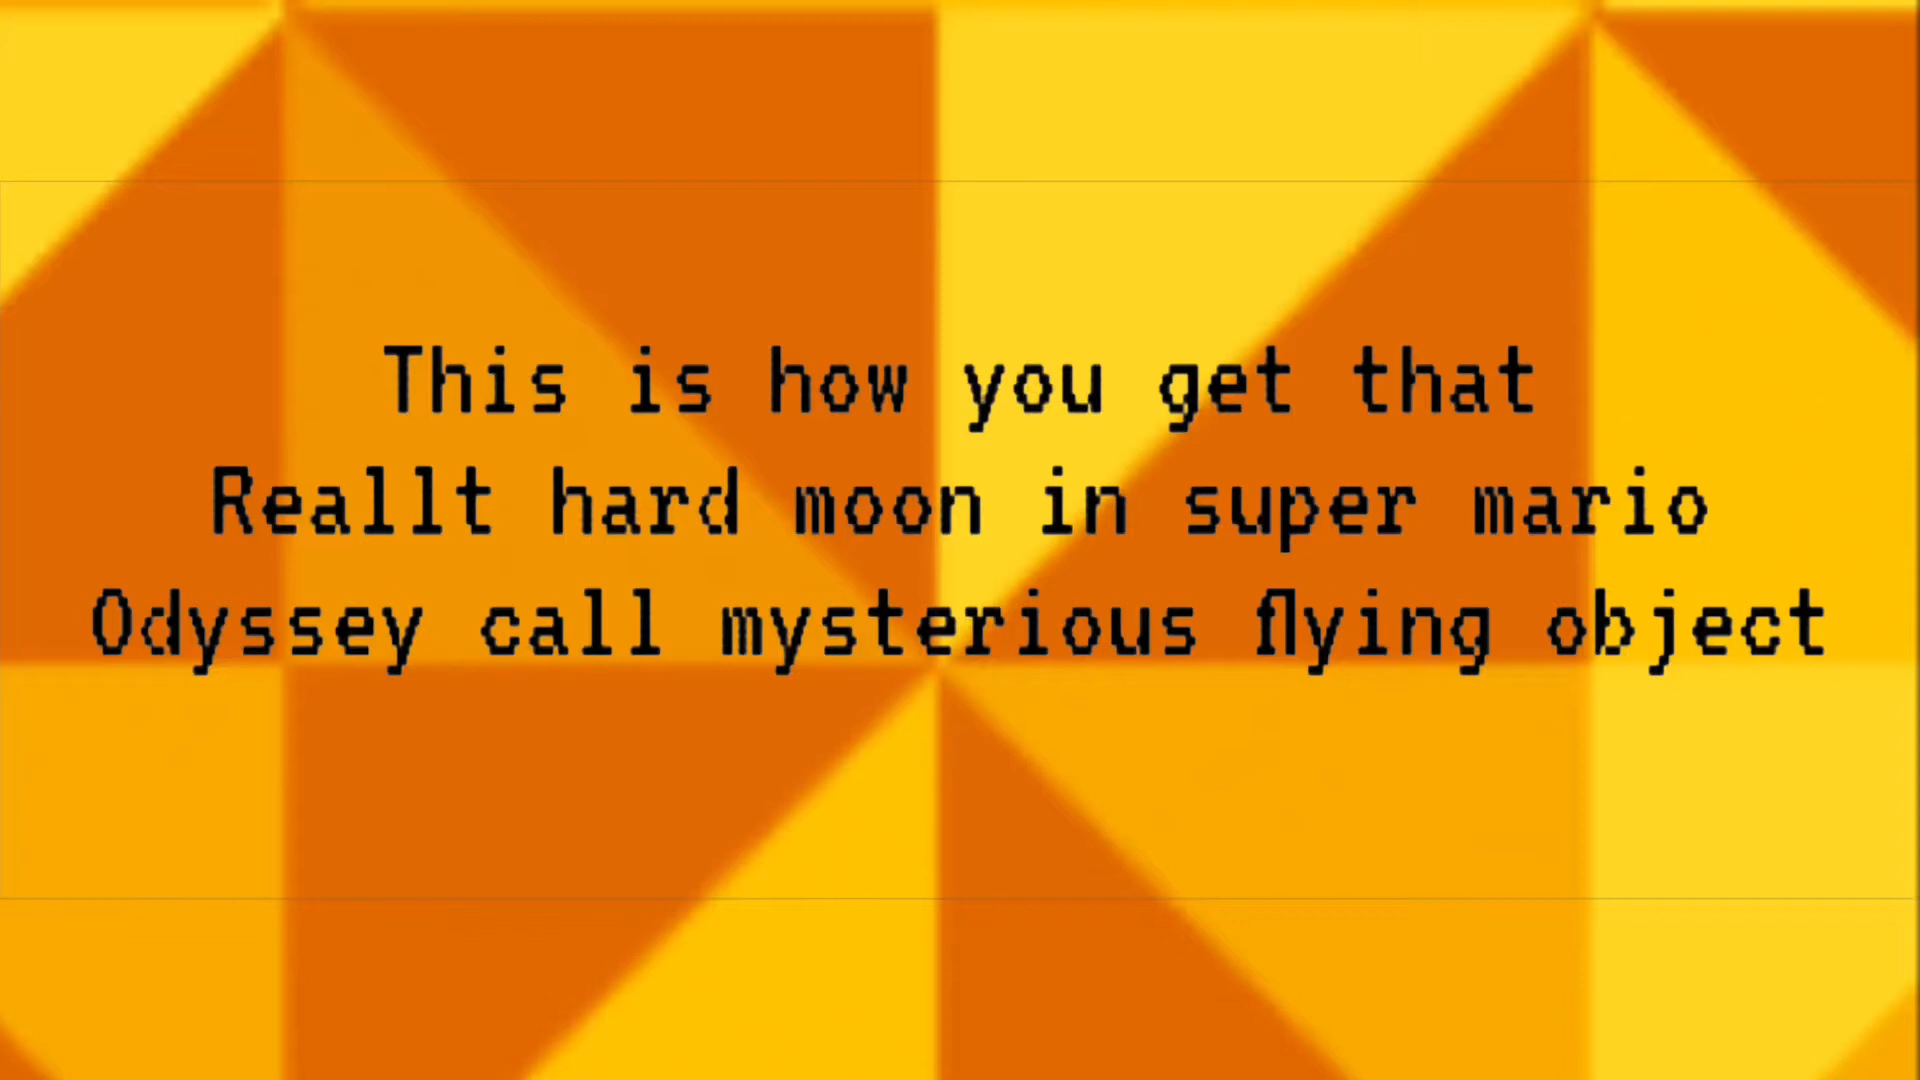 This is how you get that
Reallt hard moon in super mario
Odyssey call mysterious flying object